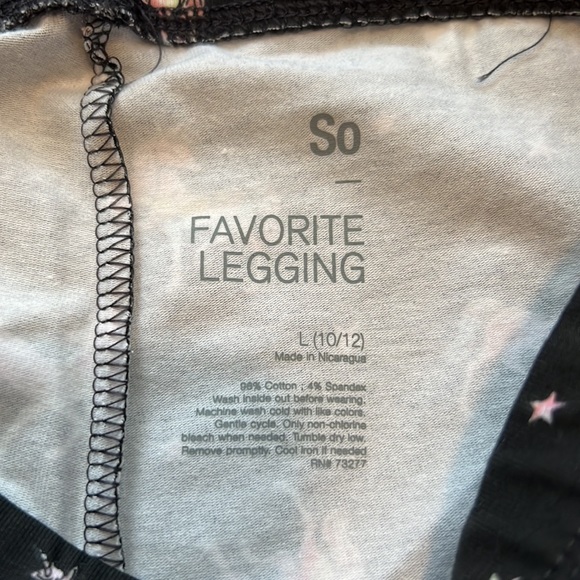 So
FAVORITE
LEGGING
L (10/12)
Made in Nicaragua
96% Cotton ; 4% Spandex
Wash inside out before wearing.
Machine wash cold with like colors.
Gentle cycle. Only non-chlorine
bleach when needed. Tumble dry low.
Remove promptly. Cool iron if needed
RN# 73277